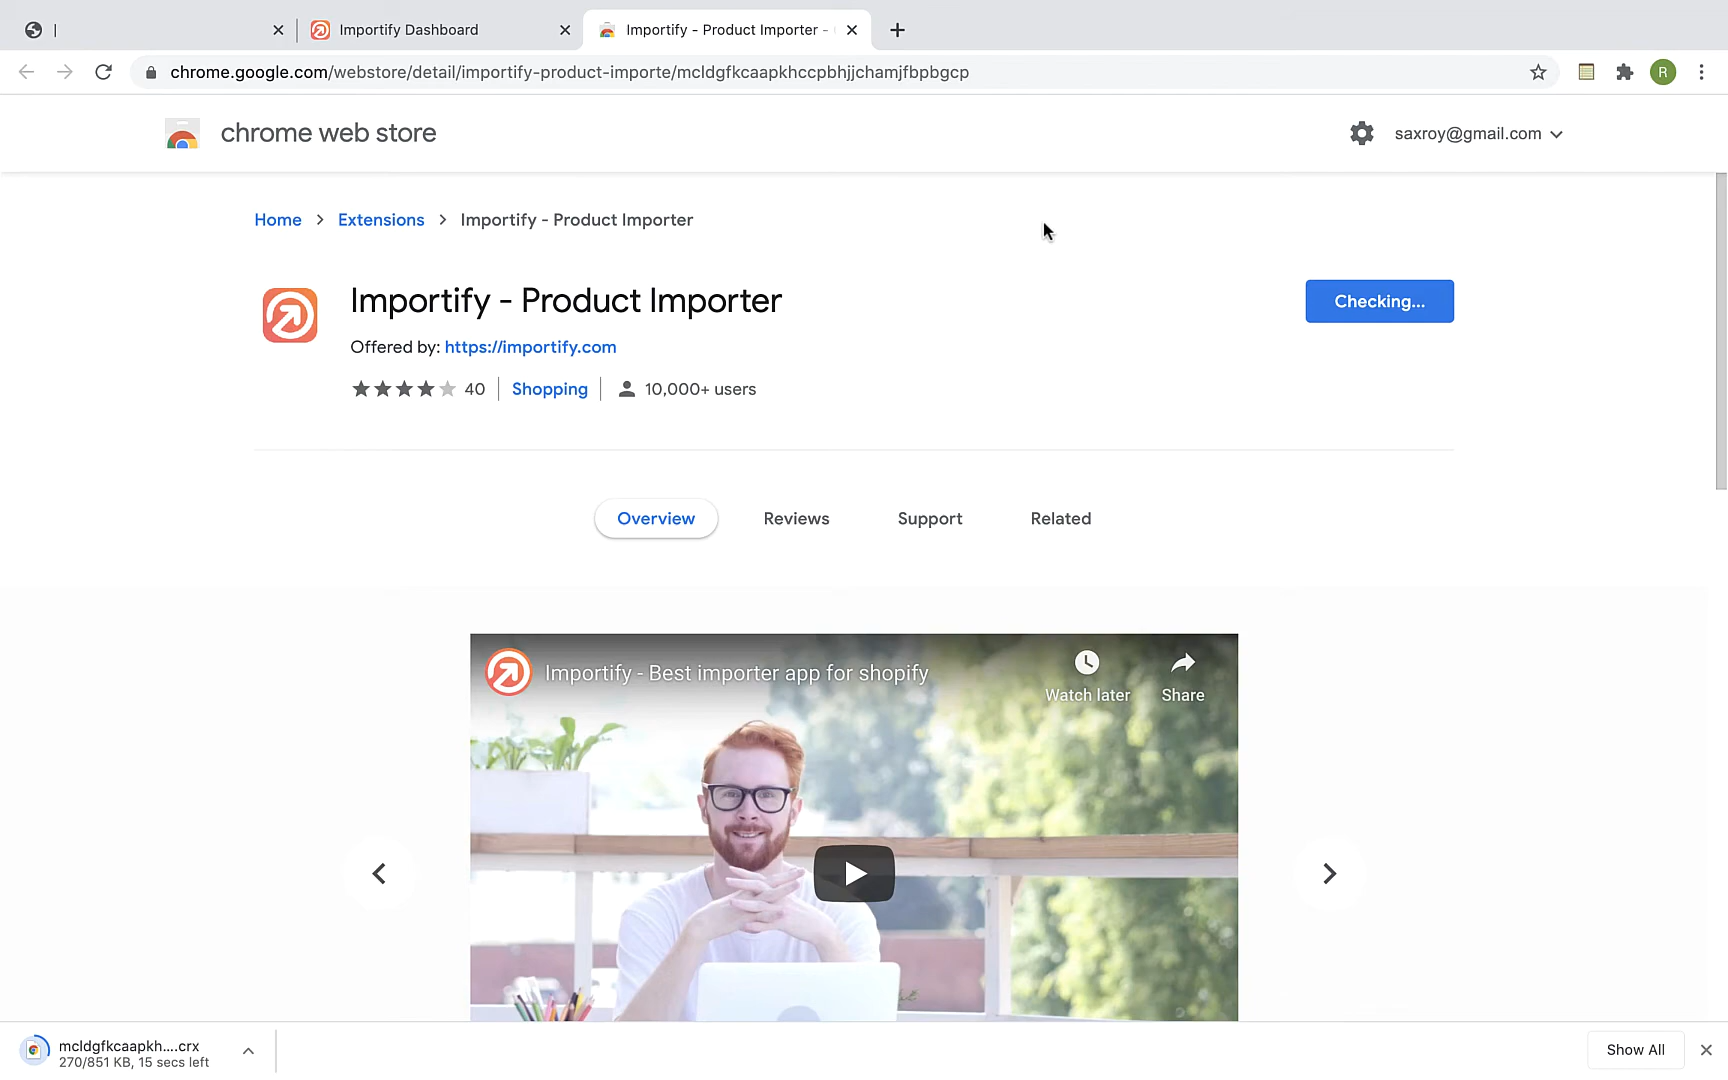 Importify Dashboard
Importify - Product Importer -
chrome.google.com/webstore/detail/importify-product-importe/mcldgfkcaapkhccpbhjjchamjfbpbgcp
R
chrome web store
saxroy@gmail.com
Home > Extensions > Importify - Product Importer
Importify - Product Importer
Checking...
Offered by: https://importify.com
40
Shopping
10,000+ users
Overview
Reviews
Support
Related
Importify - Best importer app for shopify
Watch later
Share
mcldgfkcaapkh....crx
270/851 KB, 15 secs left
Show All